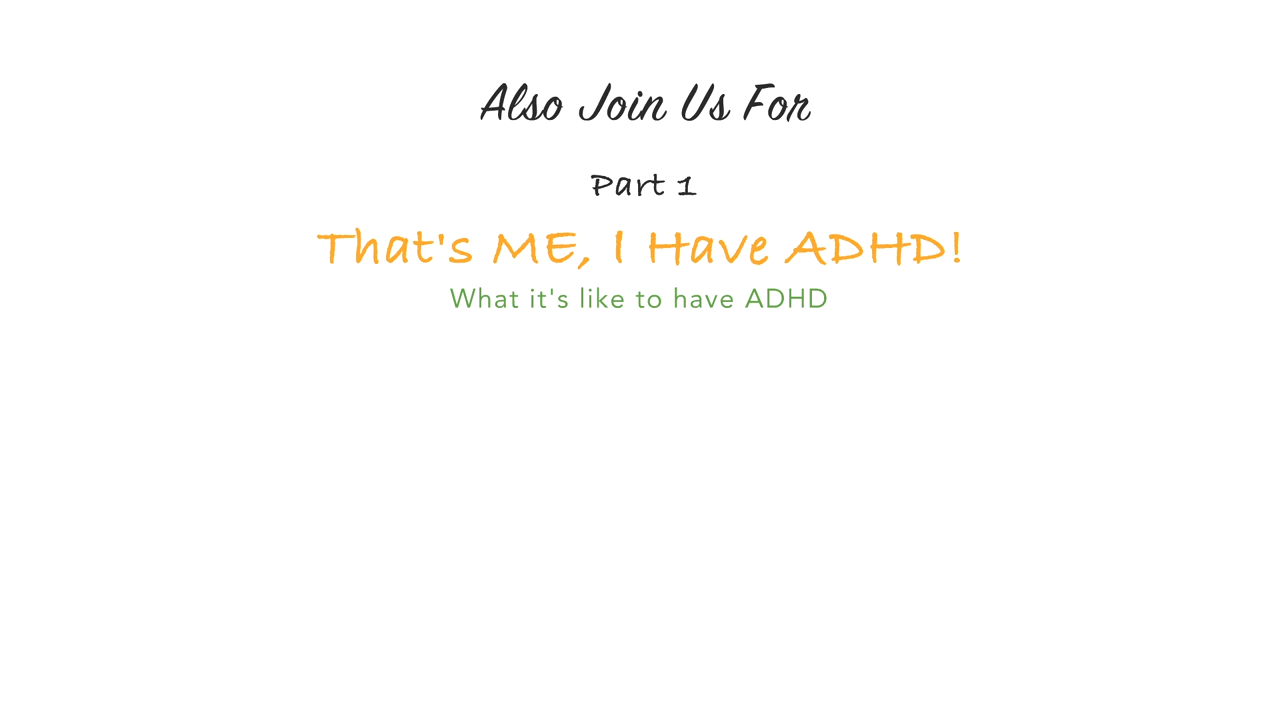 Also Join Us For
Part 1
That's ME, I Have ADHD!
What it's like to have ADHD